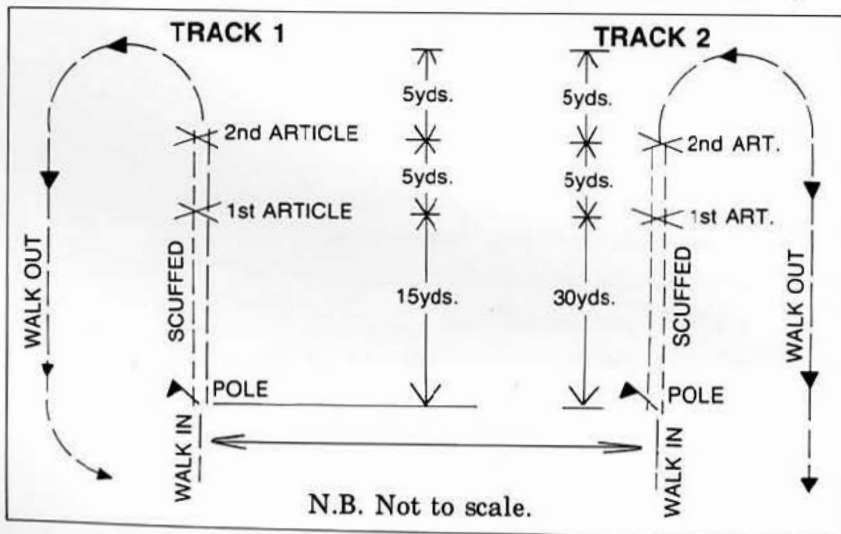 TRACK 1
TRACK 2
5yds.
5yds.
2nd ARTICLE
2nd ART.
5yds.
5yds.
1st ARTICLE
1st ART.
WALK OUT
SCUFFED
15yds.
30yds.
SCUFFED
WALK OUT
POLE
POLE
WALK IN
WALK IN
N.B. Not to scale.